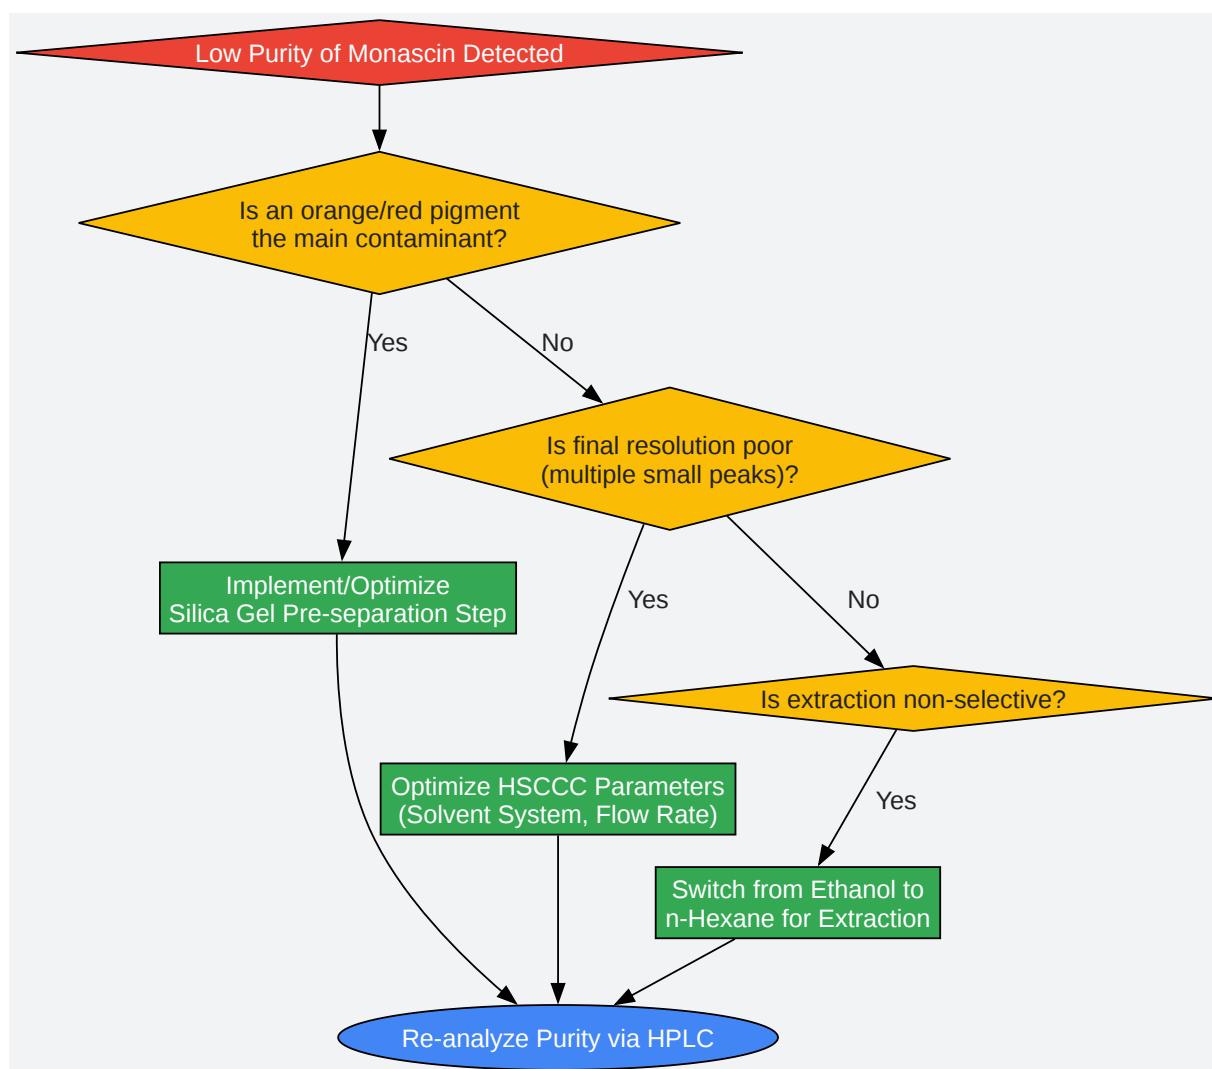 Low Purity of Monascin Detected
Is an orange/red pigment
the main contaminant?
Yes
No
Is final resolution poor
(multiple small peaks)?
Implement/Optimize
Silica Gel Pre-separation Step
Yes
No
Is extraction non-selective?
Optimize HSCCC Parameters
(Solvent System, Flow Rate)
Yes
Switch from Ethanol to
n-Hexane for Extraction
Re-analyze Purity via HPLC